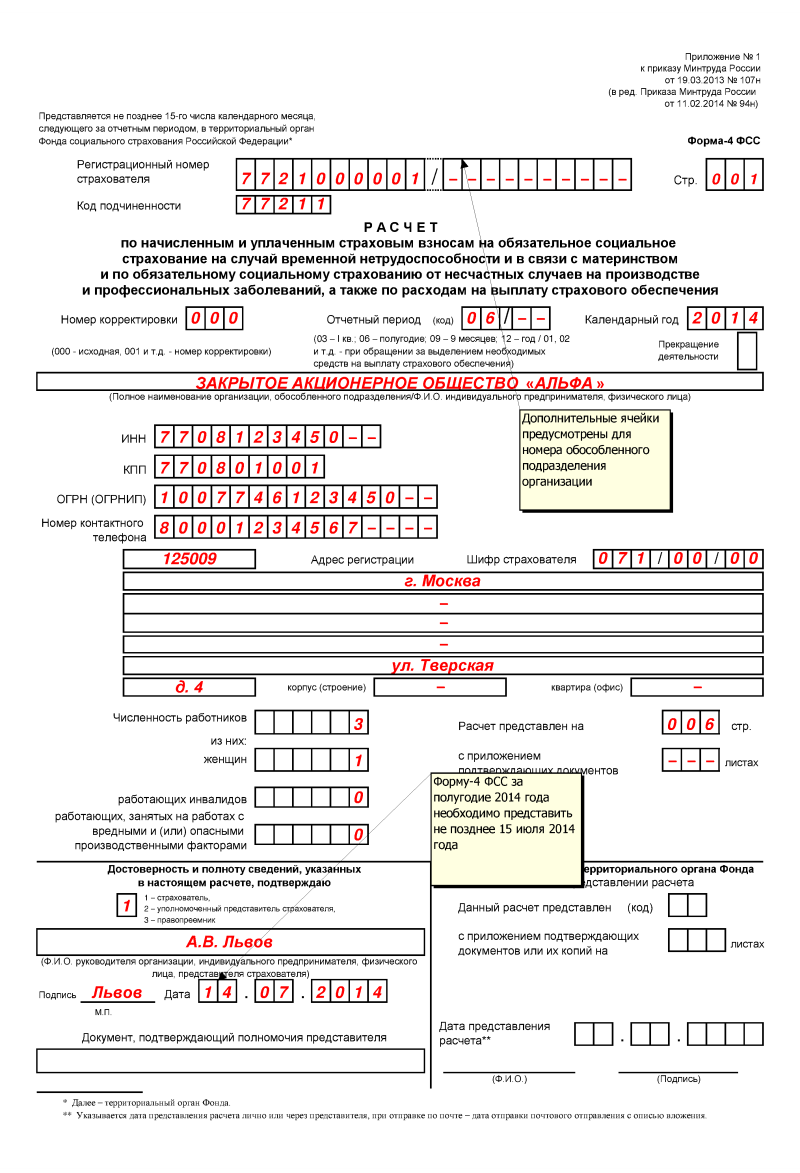 Приложение № 1
к приказу Минтруда России
от 19.03.2013 № 107н
(в ред. Приказа Минтруда России
от 11.02.2014 № 94н)
Представляется не позднее 15-го числа календарного месяца,
следующего за отчетным периодом, в территориальный орган
Фонда социального страхования Российской Федерации*
Форма-4 ФСС
Регистрационный номер
страхователя 7721000001/–––––––––– Стр. 001
Код подчиненности 77211
РАСЧЕТ
по начисленным и уплаченным страховым взносам на обязательное социальное
страхование на случай временной нетрудоспособности и в связи с материнством
и по обязательному социальному страхованию от несчастных случаев на производстве
и профессиональных заболеваний, а также по расходам на выплату страхового обеспечения
Номер корректировки 000 Отчетный период (код) 06/–– Календарный год 2014
(000 - исходная, 001 и т.д. - номер корректировки)
(03 – I кв.; 06 – полугодие; 09 – 9 месяцев; 12 – год / 01, 02
и т.д. - при обращении за выделением необходимых
средств на выплату страхового обеспечения)
Прекращение
деятельности
ЗАКРЫТОЕ АКЦИОНЕРНОЕ ОБЩЕСТВО «АЛЬФА»
(Полное наименование организации, обособленного подразделения/Ф.И.О. индивидуального предпринимателя, физического лица)
Дополнительные ячейки
предусмотрены для
номера обособленного
подразделения
организации
ИНН 7708123450––
КПП 770801001
ОГРН (ОГРНИП) 1007746123450––
Номер контактного
телефона 80001234567––––
125009 Адрес регистрации Шифр страхователя 071/00/00
г. Москва
–
–
–
ул. Тверская
д. 4 корпус (строение) – квартира (офис) –
Численность работников 3 Расчет представлен на 006 стр.
из них:
женщин 1
с приложением
подтверждающих документов ––– листах
Форму-4 ФСС за
полугодие 2014 года
необходимо представить
не позднее 15 июля 2014
года
работающих инвалидов 0
работающих, занятых на работах с
вредными и (или) опасными
производственными факторами 0
Достоверность и полноту сведений, указанных
в настоящем расчете, подтверждаю
территориального органа Фонда
представлении расчета
1
1 – страхователь,
2 – уполномоченный представитель страхователя,
3 – правопреемник
Данный расчет представлен (код)
А.В. Львов
с приложением подтверждающих
документов или их копий на листах
(Ф.И.О. руководителя организации, индивидуального предпринимателя, физического
лица, представителя страхователя)
Подпись Львов Дата 14.07.2014
М.П.
Документ, подтверждающий полномочия представителя
Дата представления
расчета** . .
(Ф.И.О.) (Подпись)
* Далее – территориальный орган Фонда.
** Указывается дата представления расчета лично или через представителя, при отправке по почте – дата отправки почтового отправления с описью вложения.